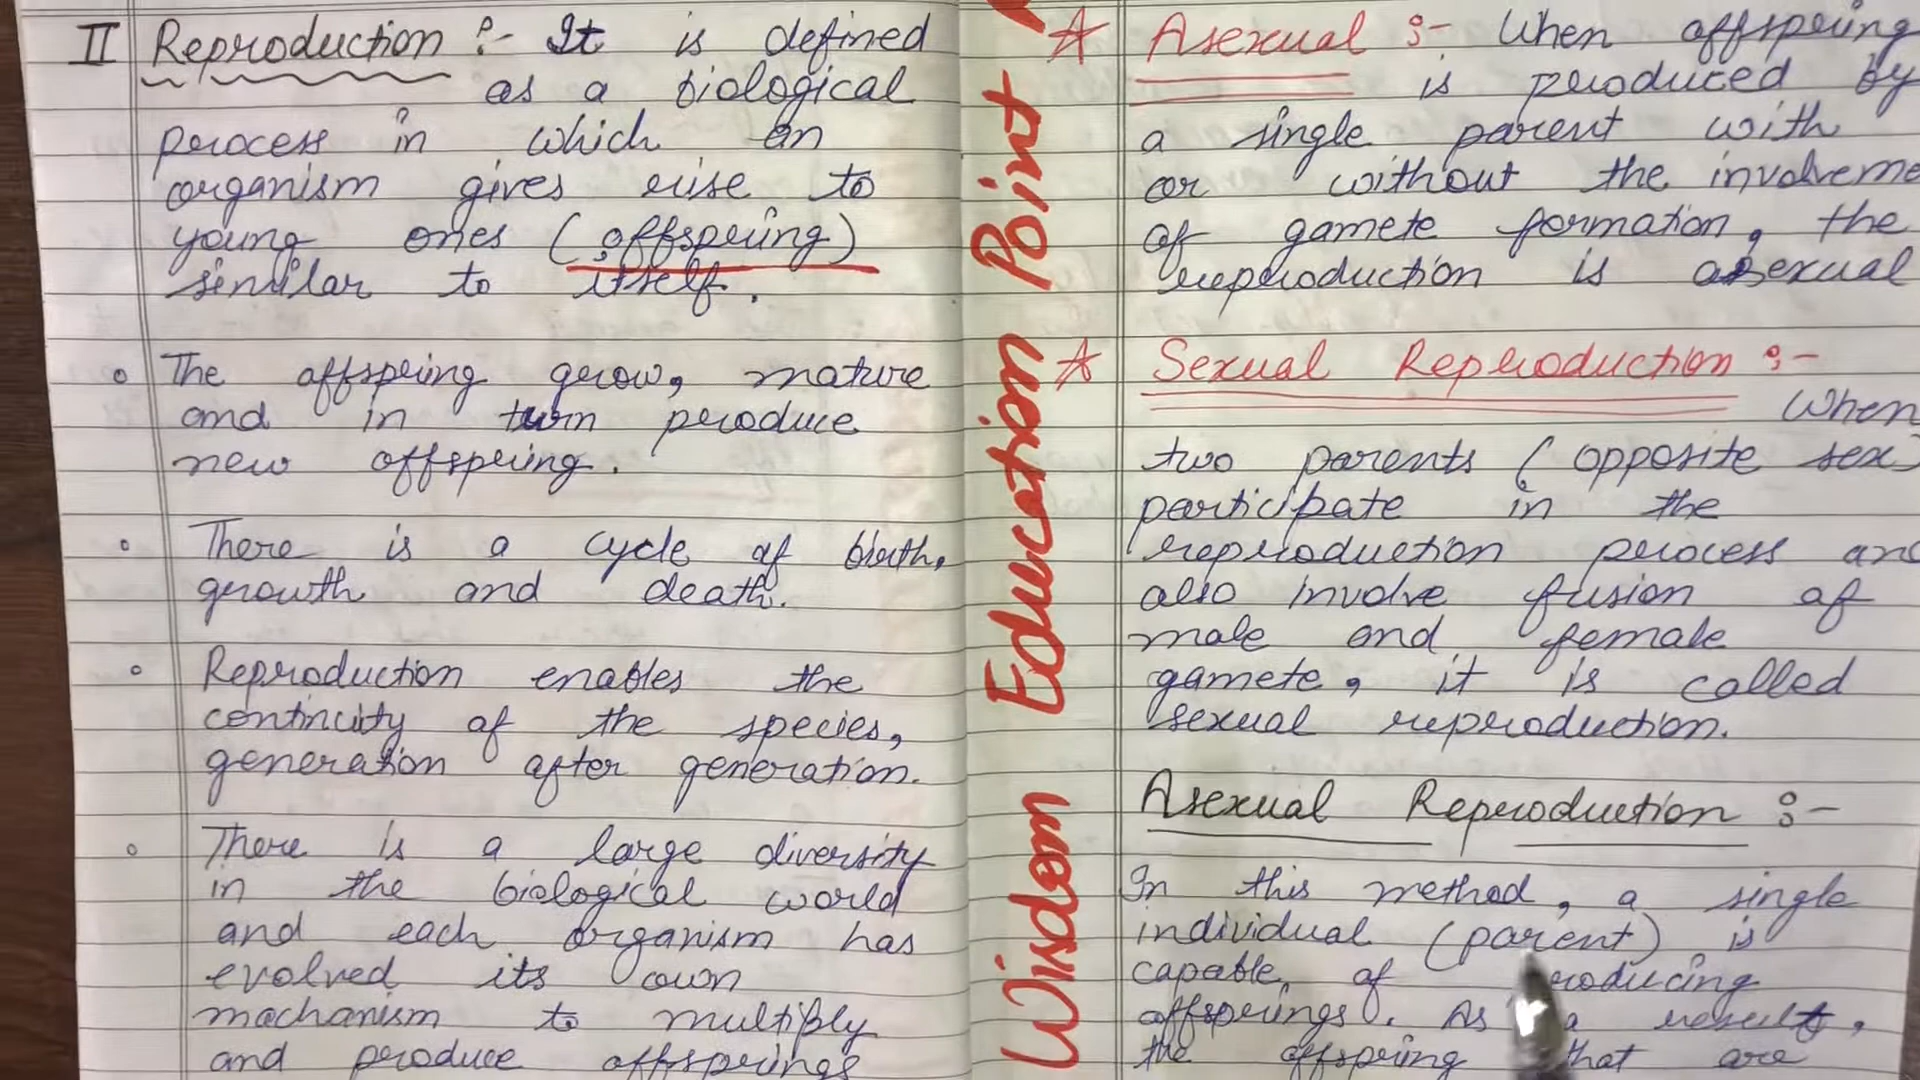 II Reproduction :- It is defined
as a biological
process in which an
organism gives rise to
young ones (offspring)
similar to itself.
The offspring grow, mature
and in turn produce
new offspring.
There is a cycle of birth,
growth and death.
Reproduction enables the
continuity of the species,
generation after generation.
There is a large diversity
in the biological world
and each organism has
evolved its own
mechanism to multiply
and produce offsprings
Wisdom Education Point
☆ Asexual :- When offspring
is produced by
a single parent with
or without the involveme
of gamete formation, the
reproduction is asexual
☆ Sexual Reproduction :-
When
two parents (opposite sex)
participate in the
reproduction process and
also involve fusion of
male and female
gamete, it is called
sexual reproduction.
Asexual Reproduction :-
In this method, a single
individual (parent) is
capable of producing
offsprings. As a result,
the offspring that are